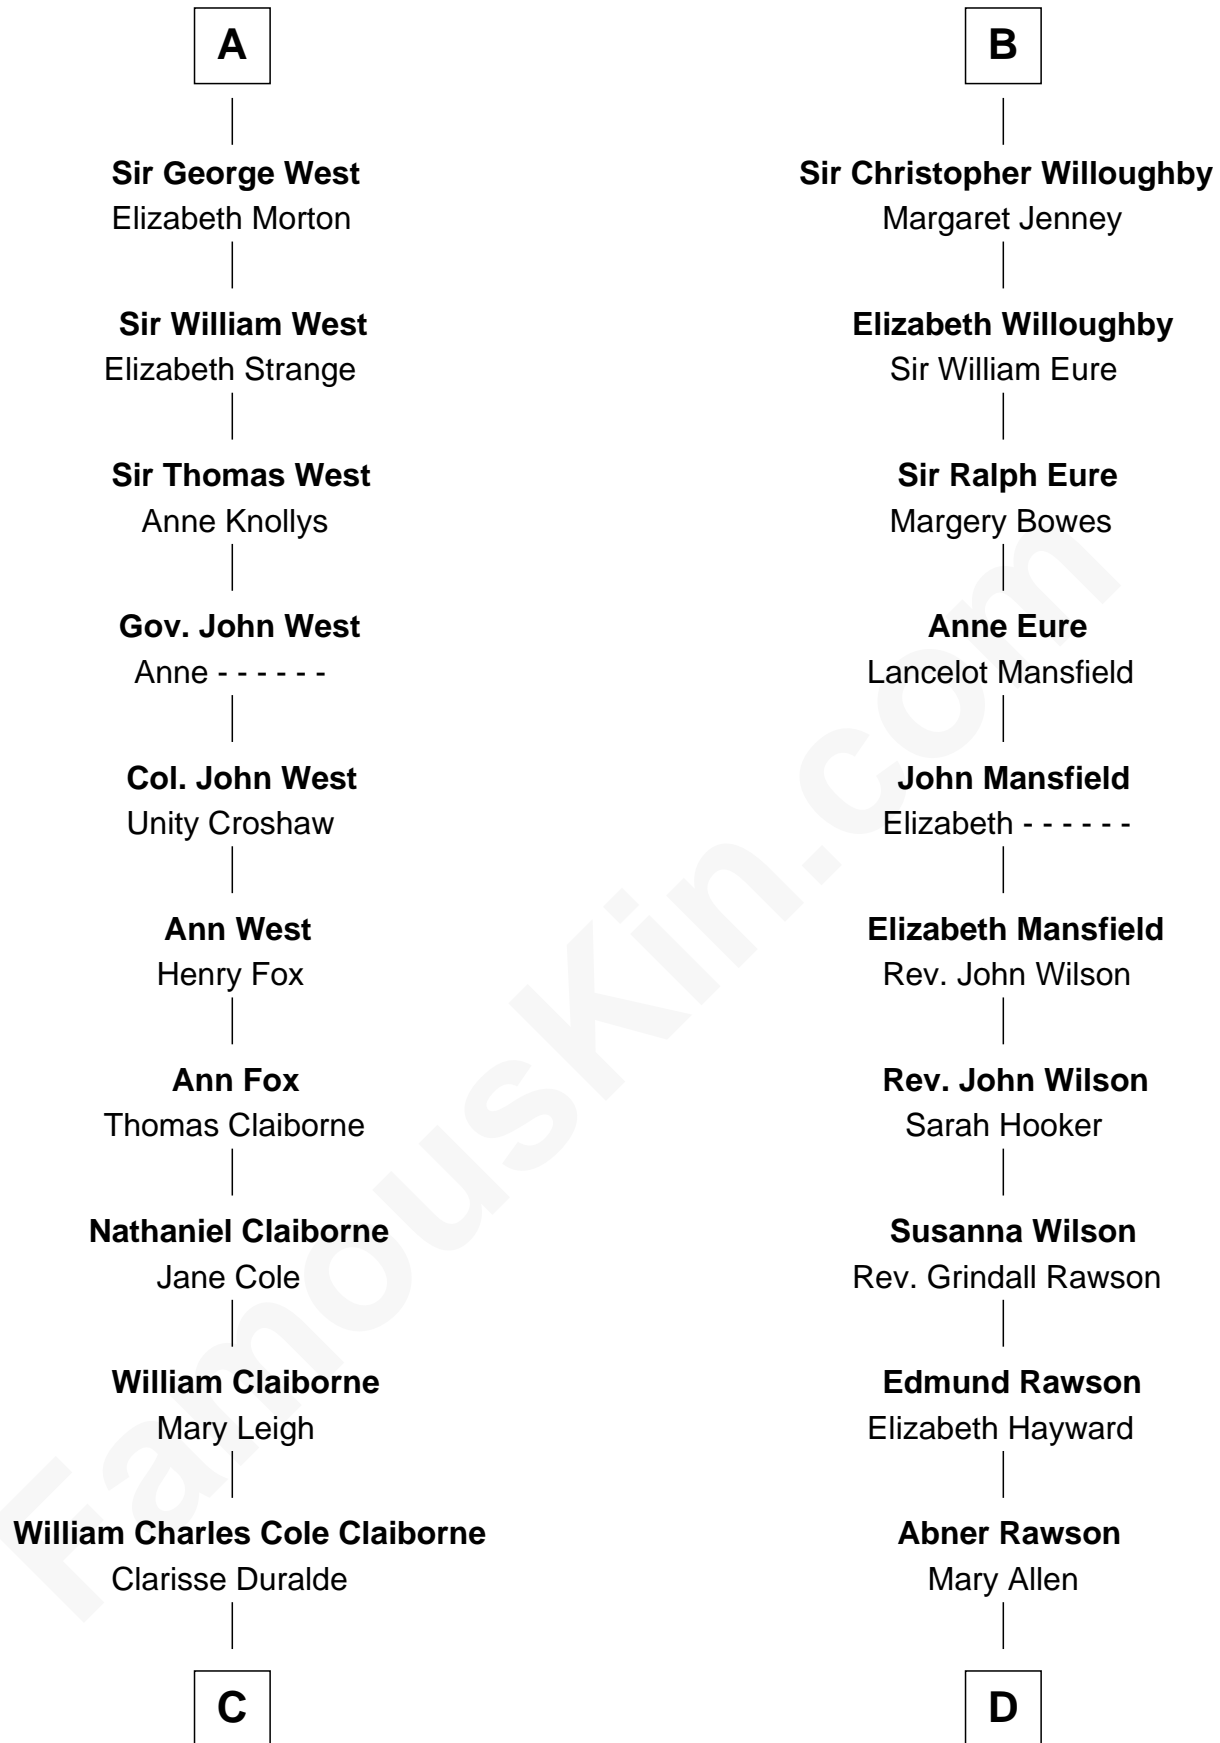 A
Sir George West
Elizabeth Morton
Sir William West
Elizabeth Strange
Sir Thomas West
Anne Knollys
Gov. John West
Anne - - - - - -
Col. John West
Unity Croshaw
Ann West
Henry Fox
Ann Fox
Thomas Claiborne
Nathaniel Claiborne
Jane Cole
William Claiborne
Mary Leigh
William Charles Cole Claiborne
Clarisse Duralde
C
B
Sir Christopher Willoughby
Margaret Jenney
Elizabeth Willoughby
Sir William Eure
Sir Ralph Eure
Margery Bowes
Anne Eure
Lancelot Mansfield
John Mansfield
Elizabeth - - - - - -
Elizabeth Mansfield
Rev. John Wilson
Rev. John Wilson
Sarah Hooker
Susanna Wilson
Rev. Grindall Rawson
Edmund Rawson
Elizabeth Hayward
Abner Rawson
Mary Allen
D
FamousKin.com